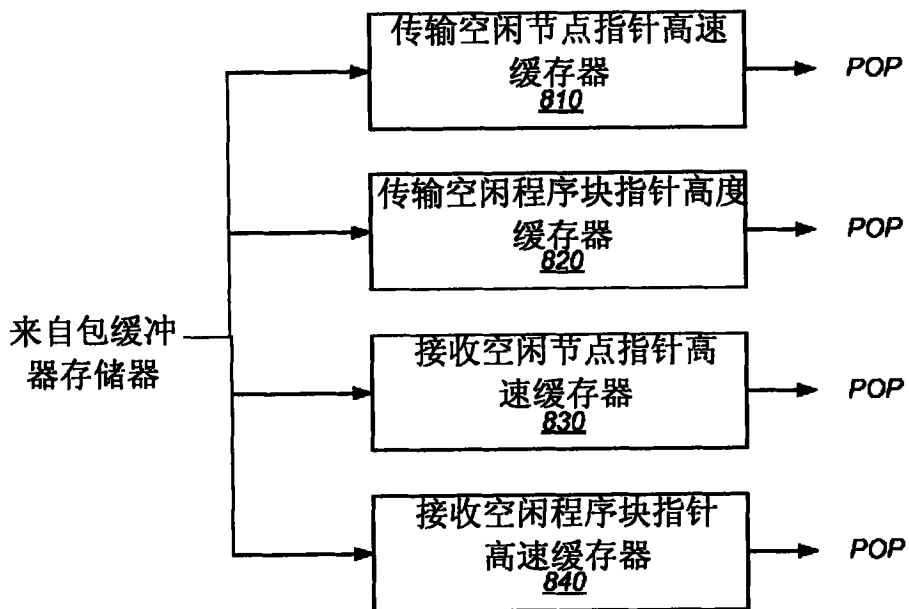 传输空闲节点指针高速
缓存器
810
POP
传输空闲程序块指针高度
缓存器
820
POP
来自包缓冲
器存储器
接收空闲节点指针高
速缓存器
830
POP
接收空闲程序块指针
高速缓存器
840
POP